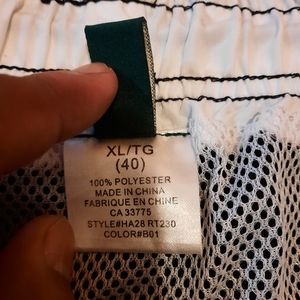 XL/TG
(40)
100% POLYESTER
MADE IN CHINA
FABRIQUE EN CHINE
CA 33775
STYLE#HA28 RT230
COLOR#B01